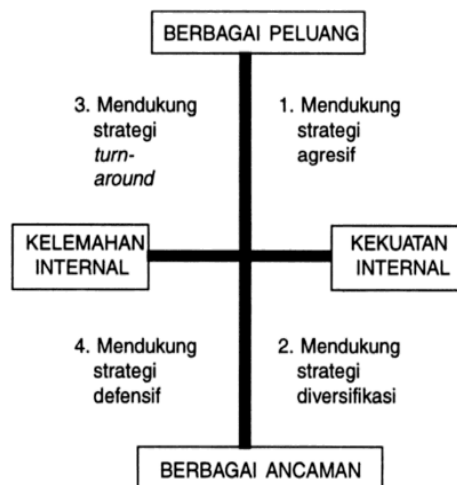 BERBAGAI PELUANG
3. Mendukung
strategi
turn-
around
1. Mendukung
strategi
agresif
KELEMAHAN
INTERNAL
KEKUATAN
INTERNAL
4. Mendukung
strategi
defensif
2. Mendukung
strategi
diversifikasi
BERBAGAI ANCAMAN